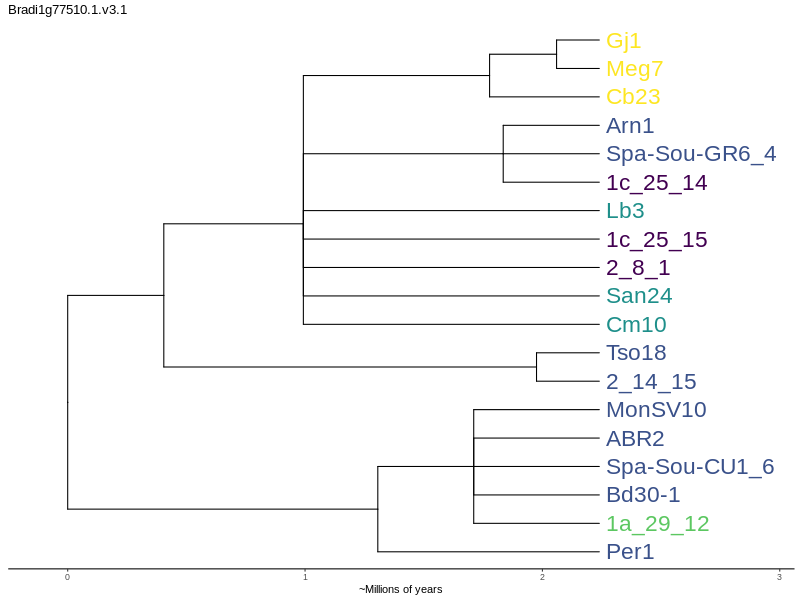 Bradi1g77510.1.v3.1
Gj1
Meg7
Cb23
Arn1
Spa-Sou-GR6_4
1c_25_14
Lb3
1c_25_15
2_8_1
San24
Cm10
Tso18
2_14_15
MonSV10
ABR2
Spa-Sou-CU1_6
Bd30-1
1a_29_12
Per1
0 1 2 3
~Millions of years